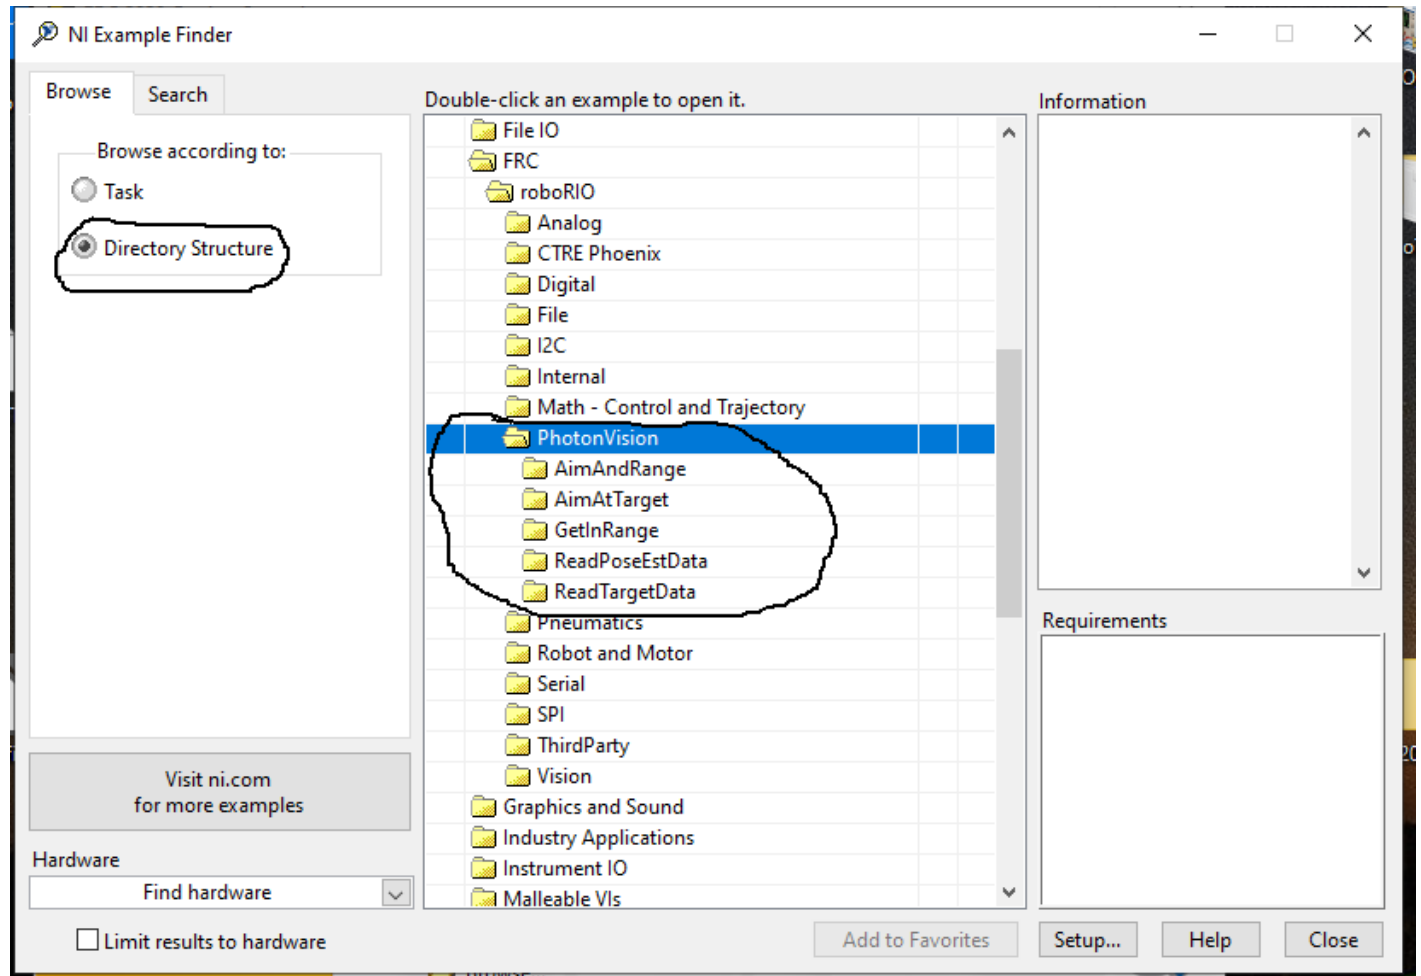 NI Example Finder
Browse
Search
Browse according to:
Task
Directory Structure
Visit ni.com
for more examples
Hardware
Find hardware
Limit results to hardware
Double-click an example to open it.
File IO
FRC
roboRIO
Analog
CTRE Phoenix
Digital
File
I2C
Internal
Math - Control and Trajectory
PhotonVision
AimAndRange
AimAtTarget
GetInRange
ReadPoseEstData
ReadTargetData
Pneumatics
Robot and Motor
Serial
SPI
ThirdParty
Vision
Graphics and Sound
Industry Applications
Instrument IO
Malleable VIs
Information
Requirements
Add to Favorites
Setup...
Help
Close